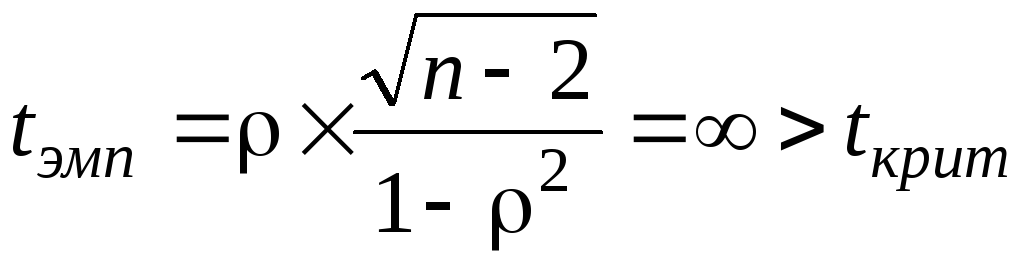 t_эмп = ρ × √(n - 2) / (1 - ρ²) = ∞ > t_крит